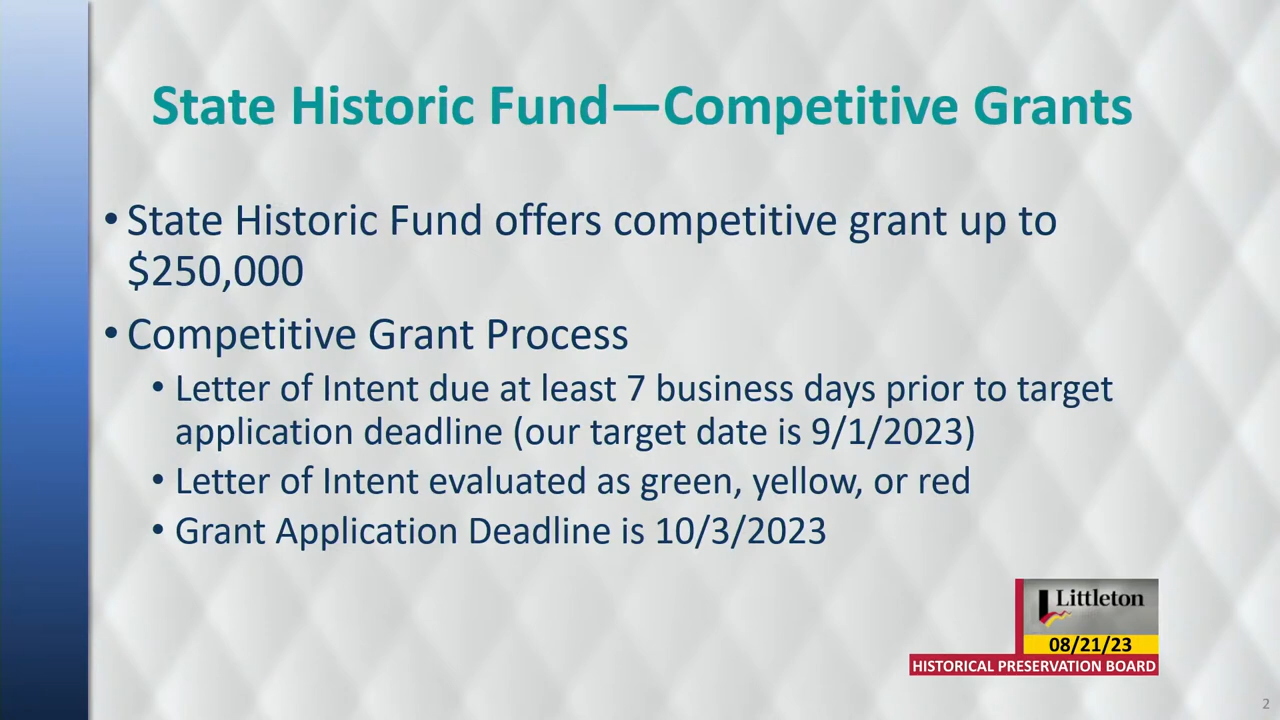 State Historic Fund—Competitive Grants
• State Historic Fund offers competitive grant up to
$250,000
• Competitive Grant Process
• Letter of Intent due at least 7 business days prior to target
application deadline (our target date is 9/1/2023)
• Letter of Intent evaluated as green, yellow, or red
• Grant Application Deadline is 10/3/2023
Littleton
08/21/23
HISTORICAL PRESERVATION BOARD
2